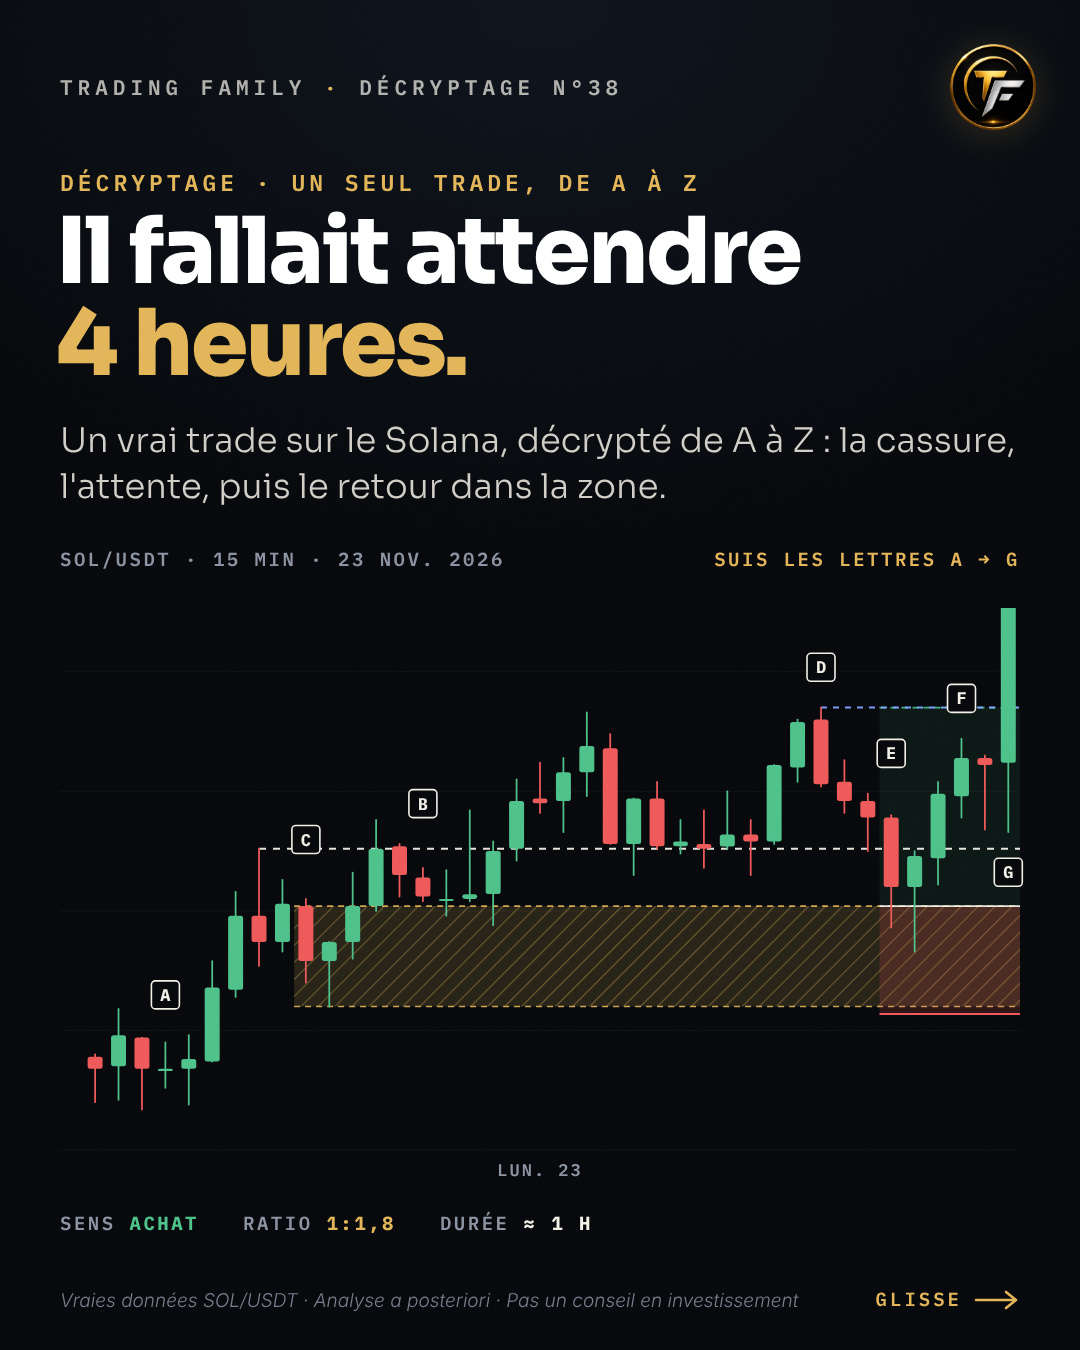 TRADING FAMILY · DÉCRYPTAGE N°38
TF
DÉCRYPTAGE · UN SEUL TRADE, DE A À Z
Il fallait attendre
4 heures.
Un vrai trade sur le Solana, décrypté de A à Z : la cassure,
l'attente, puis le retour dans la zone.
SOL/USDT · 15 MIN · 23 NOV. 2026
SUIS LES LETTRES A → G
D
F
E
B
C
G
A
LUN. 23
SENS ACHAT RATIO 1:1,8 DURÉE ≈ 1 H
Vraies données SOL/USDT · Analyse a posteriori · Pas un conseil en investissement
GLISSE →